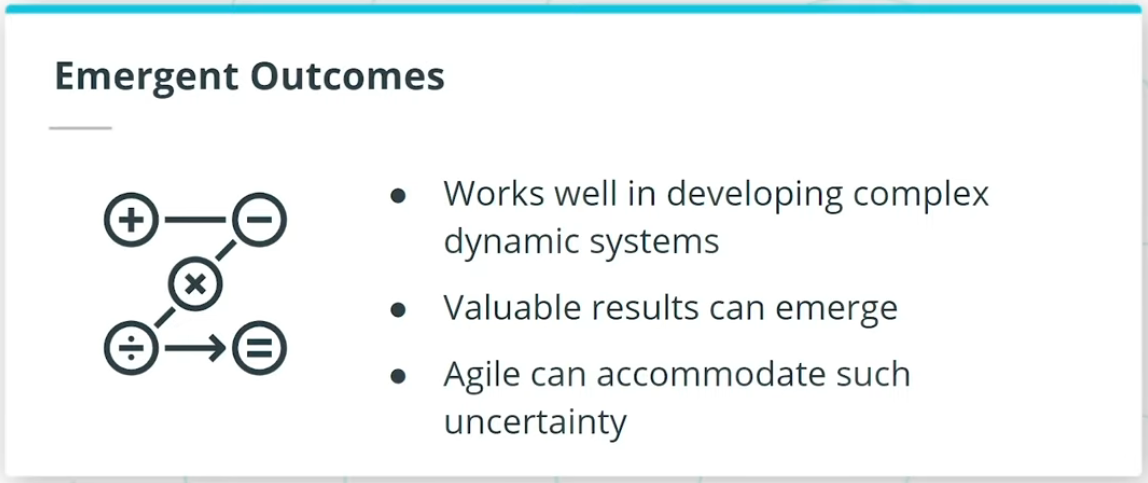 Emergent Outcomes
● Works well in developing complex
dynamic systems
● Valuable results can emerge
● Agile can accommodate such
uncertainty